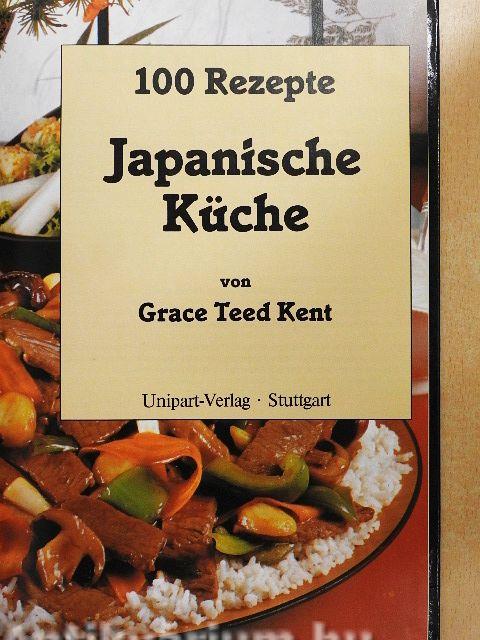 100 Rezepte
Japanische
Küche
von
Grace Teed Kent
Unipart-Verlag · Stuttgart